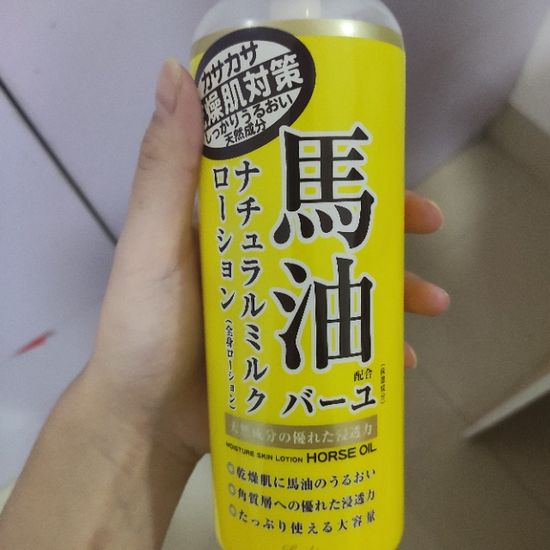 カサカサ
乾燥肌対策
しっかりうるおい
天然成分
馬油
バーユ
配合
ナチュラルミルク
ローション
(全身ローション)
天然成分の優れた浸透力
MOISTURE SKIN LOTION HORSE OIL
乾燥肌に馬油のうるおい
角質層への優れた浸透力
たっぷり使える大容量